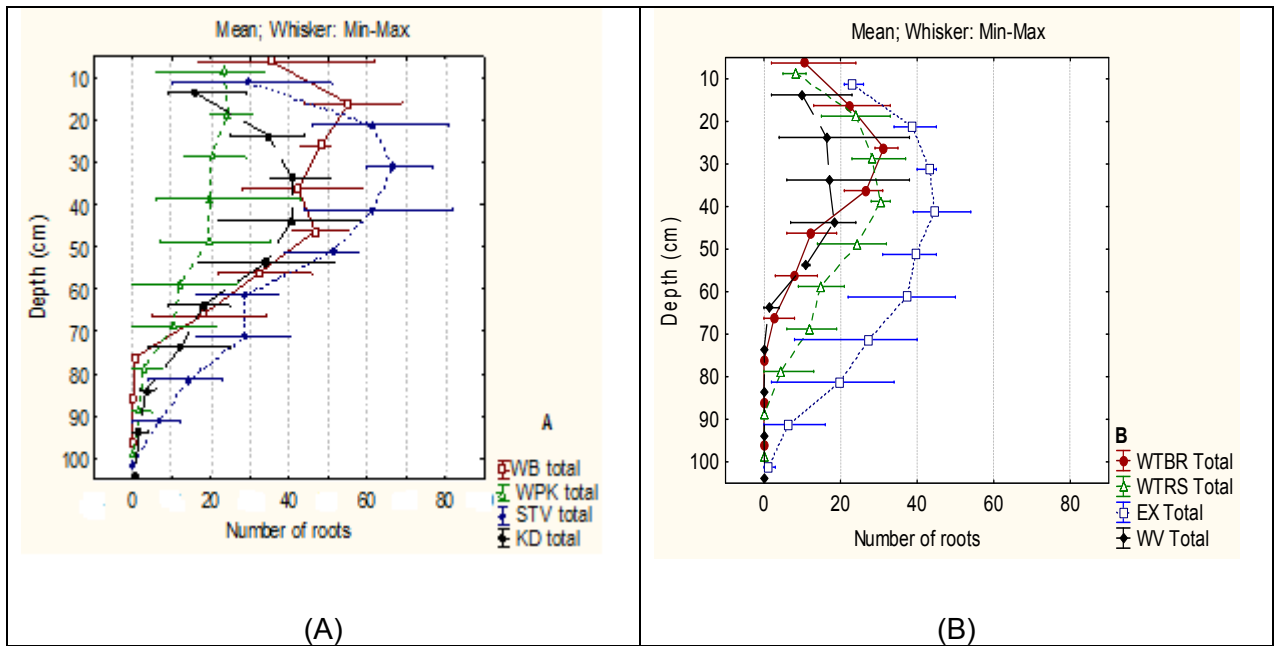 Mean; Whisker: Min-Max
10
20
30
40
50
60
70
80
90
100
Depth (cm)
0 20 40 60 80
Number of roots
A
WB total
WPK total
STV total
KD total
(A)
Mean; Whisker: Min-Max
10
20
30
40
50
60
70
80
90
100
Depth (cm)
0 20 40 60 80
Number of roots
B
WTBR Total
WTRS Total
EX Total
WV Total
(B)